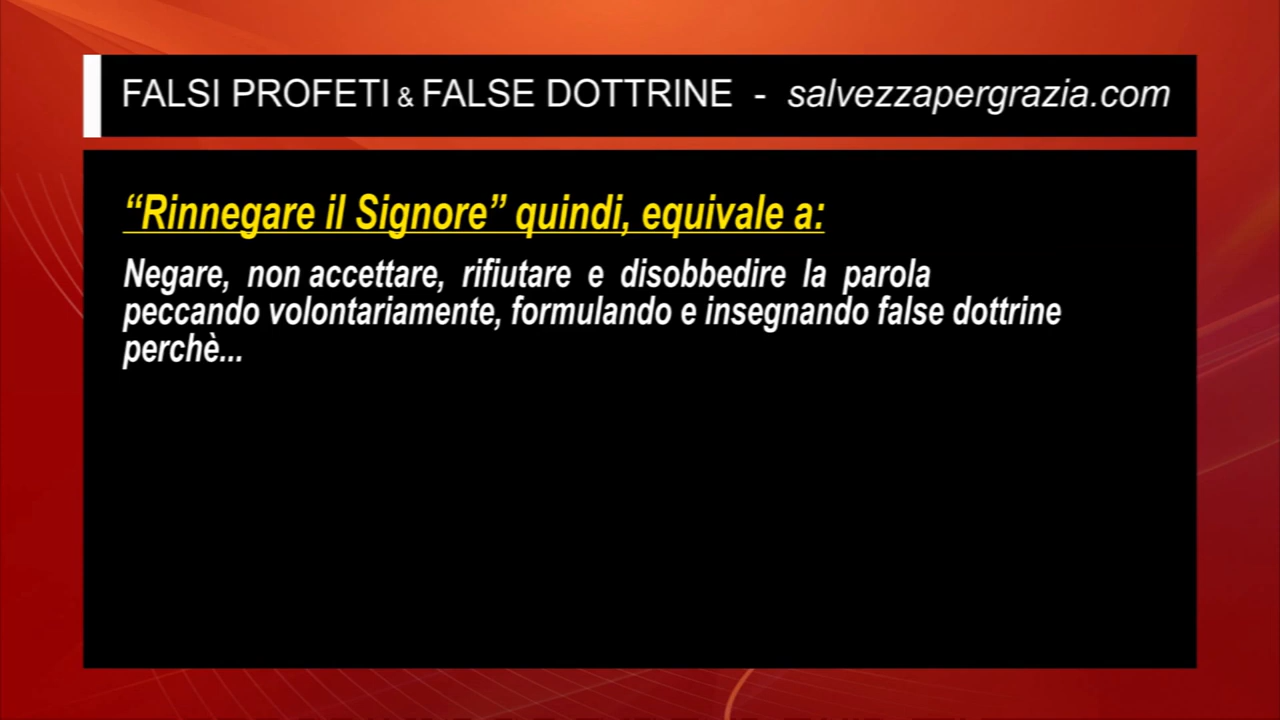 FALSI PROFETI & FALSE DOTTRINE - salvezzapergrazia.com
“Rinnegare il Signore” quindi, equivale a:
Negare, non accettare, rifiutare e disobbedire la parola
peccando volontariamente, formulando e insegnando false dottrine
perchè...